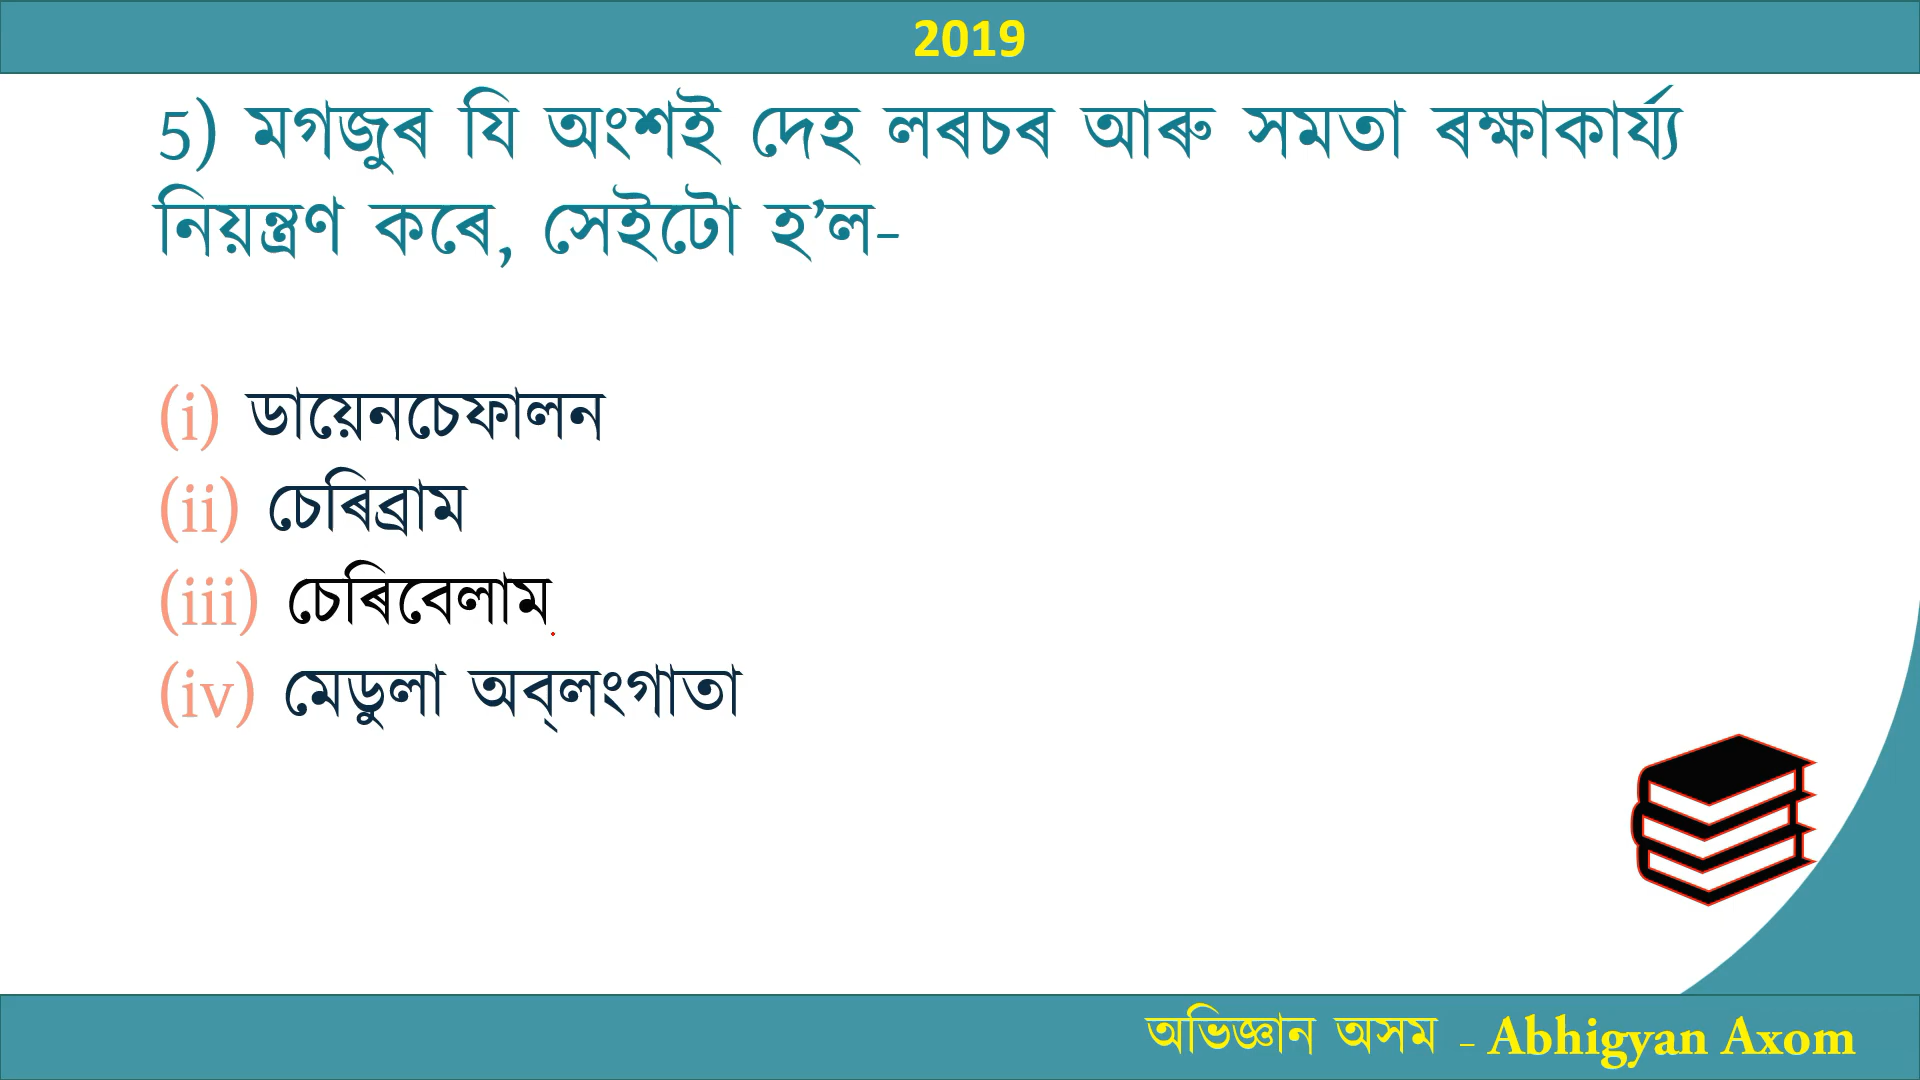 2019
5) মগজুৰ যি অংশই দেহ লৰচৰ আৰু সমতা ৰক্ষাকাৰ্য্য
নিয়ন্ত্ৰণ কৰে, সেইটো হ’ল-
(i) ডায়েনচেফালন
(ii) চেৰিব্ৰাম
(iii) চেৰিবেলাম
(iv) মেডুলা অব্‌লংগাতা
অভিজ্ঞান অসম – Abhigyan Axom